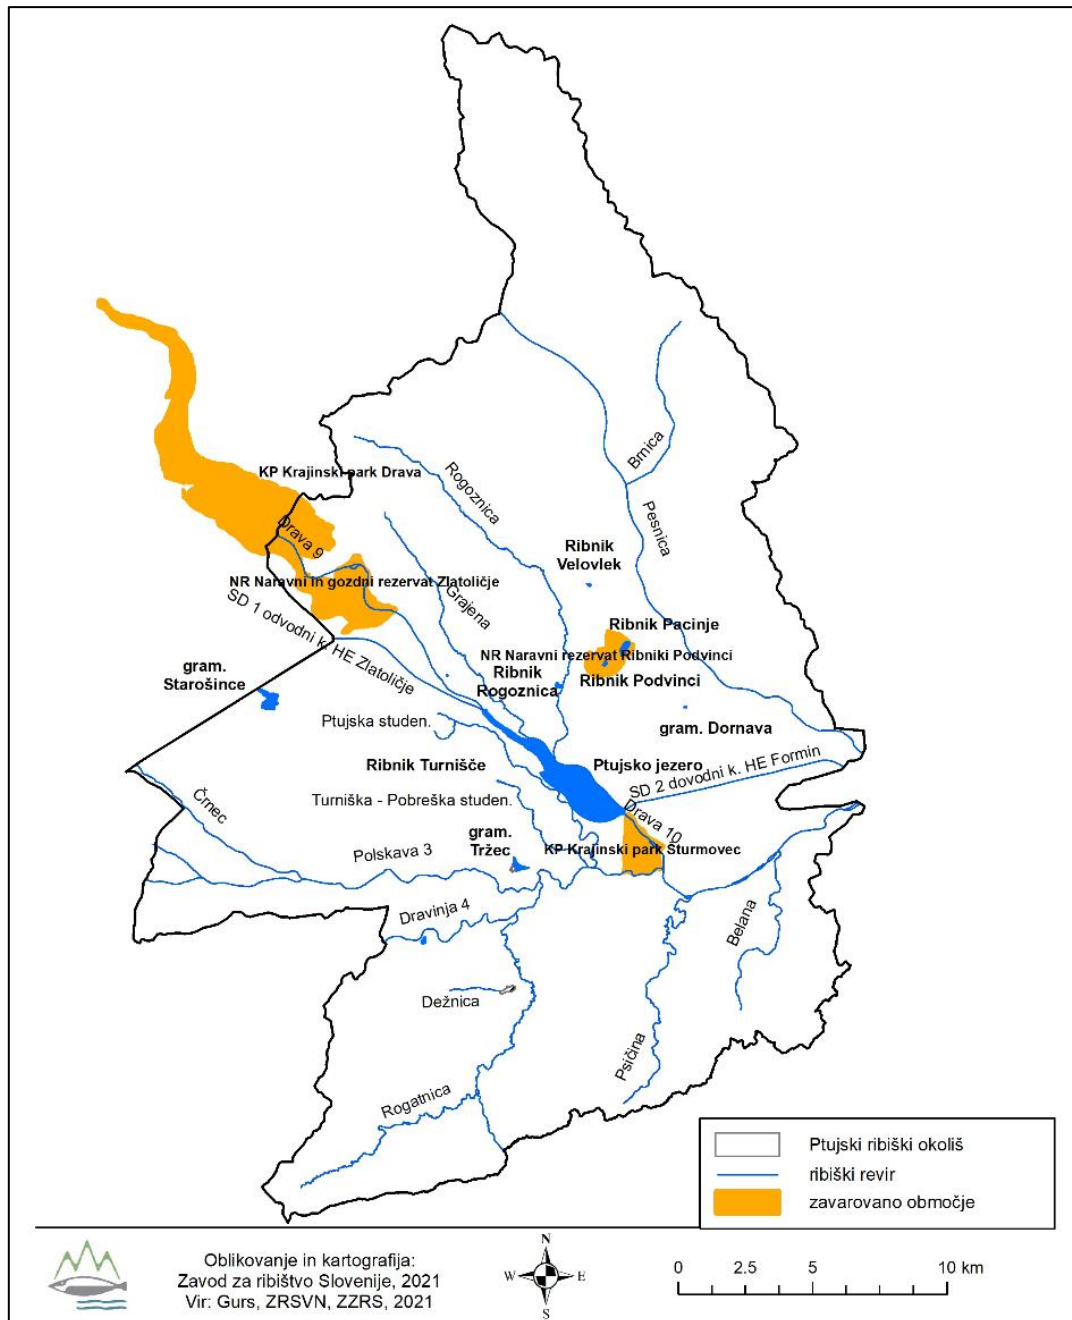 KP Krajinski park Drava
Rogoznica
Brnica
Pesnica
Drava 9
Ribnik
Velovlek
NR Naravni in gozdni rezervat Zlatoličje
Grajena
SD 1 odvodni k. HE Zlatoličje
Ribnik Pacinje
NR Naravni rezervat Ribniki Podvinci
Ribnik Podvinci
gram.
Starošince
Ribnik
Rogoznica
Ptujska studen.
gram. Dornava
Ribnik Turnišče
Ptujsko jezero
SD 2 dovodni k. HE Formin
Turniška - Pobreška studen.
Drava 10
Črnec
gram.
Tržec
Polskava 3
KP Krajinski park Šturmovec
Dravinja 4
Belana
Dežnica
Psičina
Rogatnica
Ptujski ribiški okoliš
ribiški revir
zavarovano območje
Oblikovanje in kartografija:
Zavod za ribištvo Slovenije, 2021
Vir: Gurs, ZRSVN, ZZRS, 2021
N
W E
S
0 2.5 5 10 km